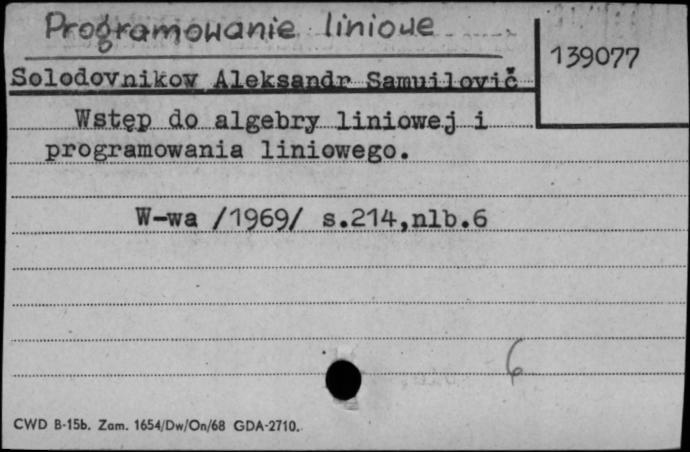 Programowanie liniowe
139077
Solodovnikov Aleksandr Samuilovič
Wstęp do algebry liniowej i
programowania liniowego.
W-wa /1969/ s.214,nlb.6
6
CWD B-15b. Zam. 1654/Dw/On/68 GDA-2710.